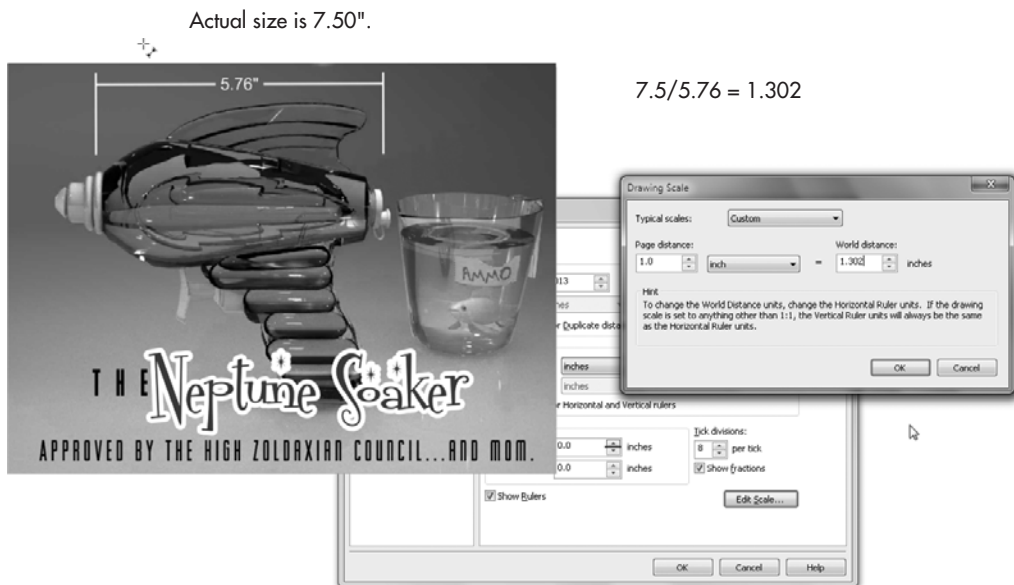 Actual size is 7.50".
5.76"
7.5/5.76 = 1.302
AMMO
THE Neptune Soaker
APPROVED BY THE HIGH ZOLDAXIAN COUNCIL...AND MOM.
Drawing Scale
Typical scales:
Custom
Page distance:
World distance:
1.0
inch
=
1.302
inches
Hint
To change the World Distance units, change the Horizontal Ruler units. If the drawing
scale is set to anything other than 1:1, the Vertical Ruler units will always be the same
as the Horizontal Ruler units.
OK
Cancel
inches
inches
Horizontal and Vertical rulers
0.0
inches
0.0
inches
Tick divisions:
8
per tick
Show fractions
Show Rulers
Edit Scale...
OK
Cancel
Help